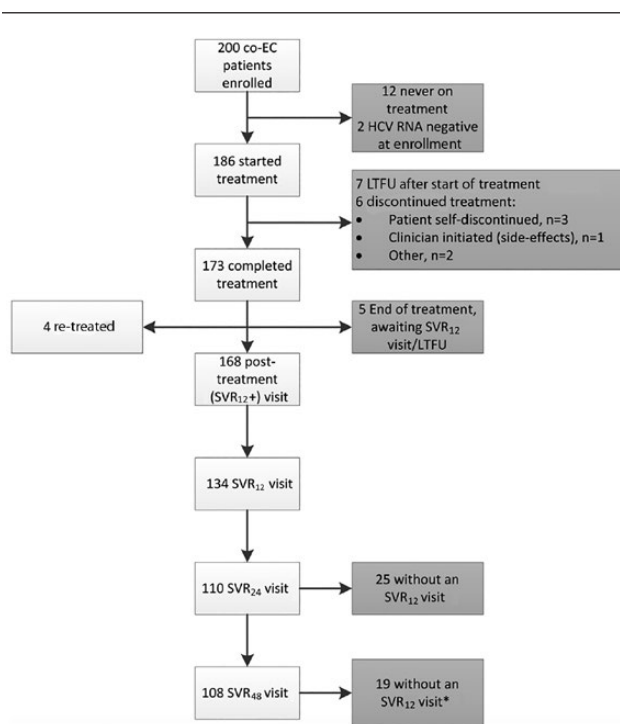 200 co-EC
patients
enrolled
12 never on
treatment
2 HCV RNA negative
at enrollment
186 started
treatment
7 LTFU after start of treatment
6 discontinued treatment:
• Patient self-discontinued, n=3
• Clinician initiated (side-effects), n=1
• Other, n=2
173 completed
treatment
4 re-treated
5 End of treatment,
awaiting SVR₁₂
visit/LTFU
168 post-
treatment
(SVR₁₂+) visit
134 SVR₁₂ visit
110 SVR₂₄ visit
25 without an
SVR₁₂ visit
108 SVR₄₈ visit
19 without an
SVR₁₂ visit*